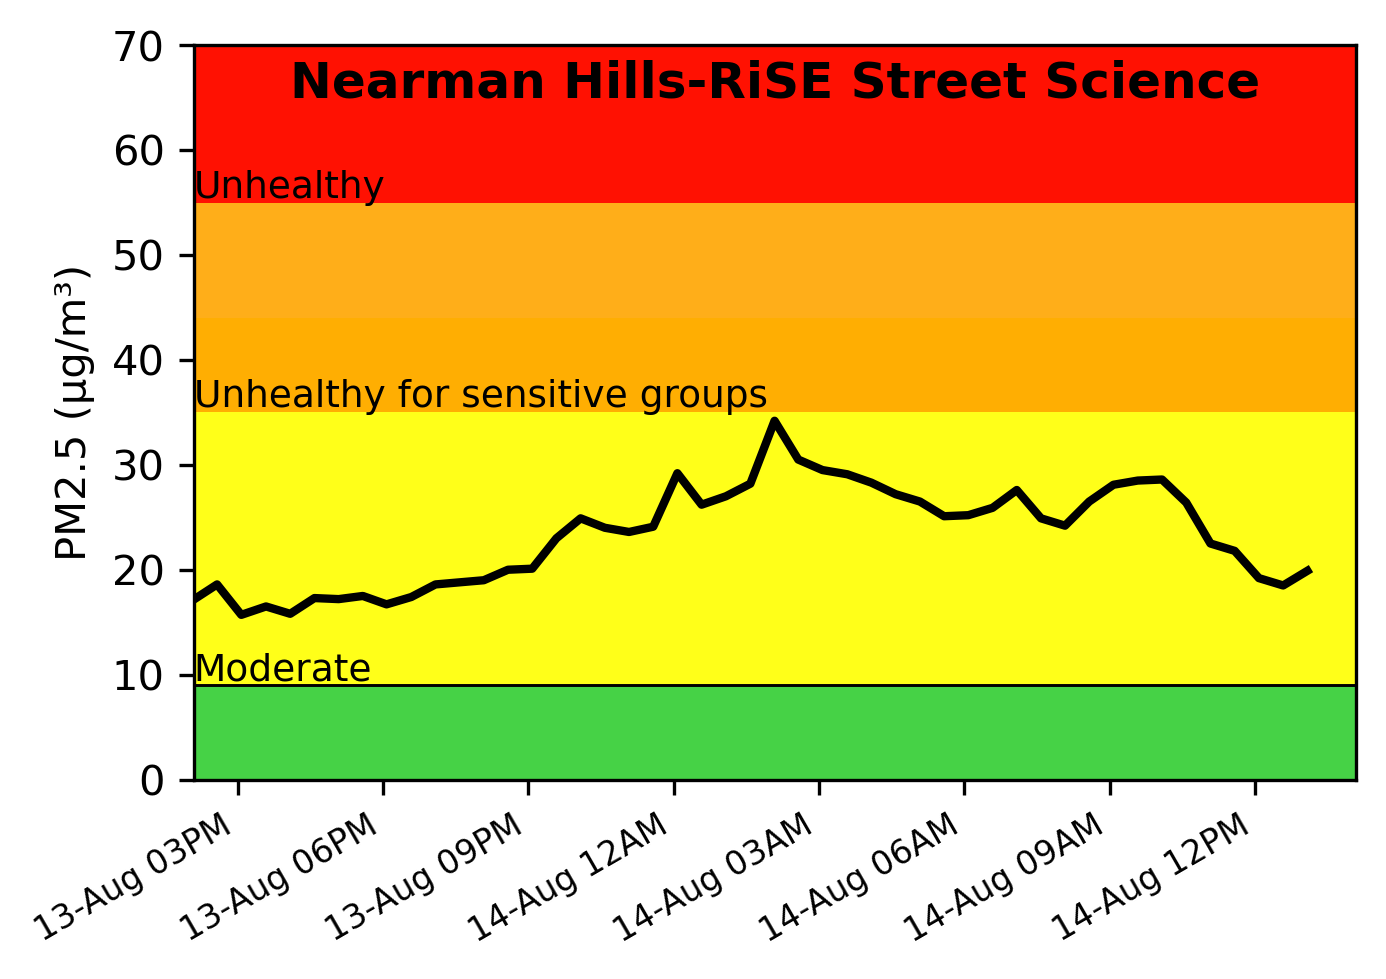 Nearman Hills-RiSE Street Science
70
60
50
40
30
20
10
0
PM2.5 (µg/m³)
Unhealthy
Unhealthy for sensitive groups
Moderate
13-Aug 03PM
13-Aug 06PM
13-Aug 09PM
14-Aug 12AM
14-Aug 03AM
14-Aug 06AM
14-Aug 09AM
14-Aug 12PM